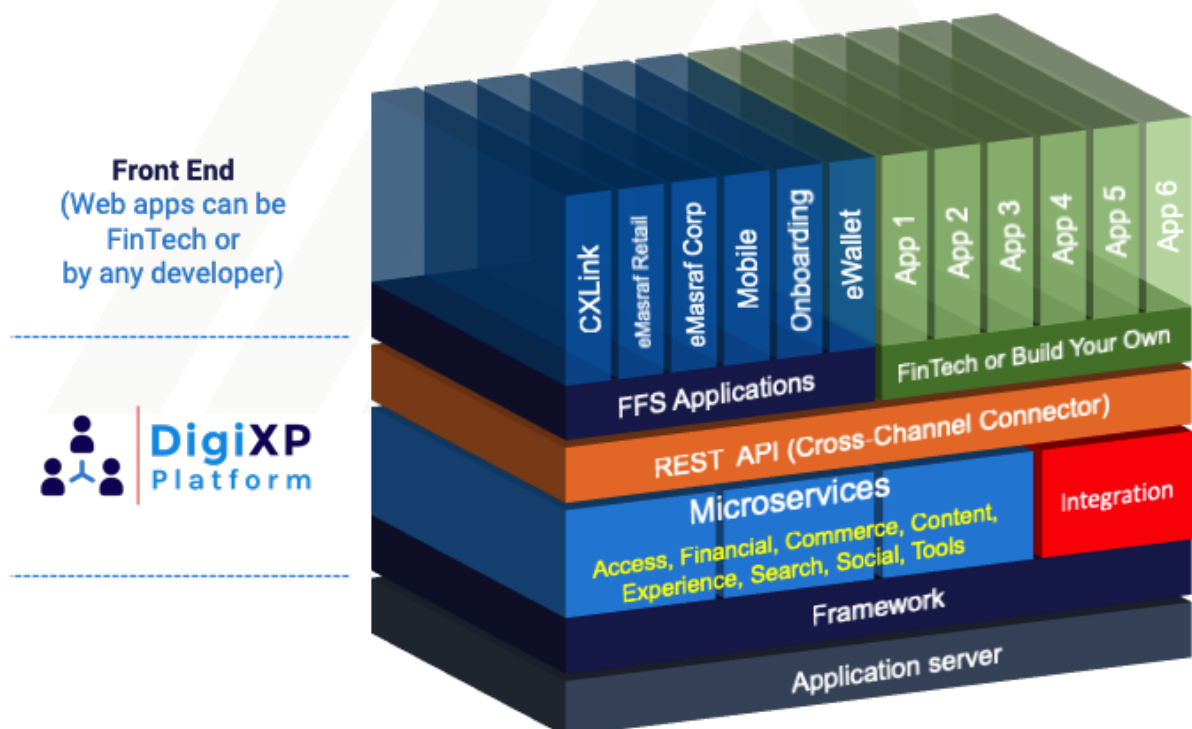 Front End
(Web apps can be
FinTech or
by any developer)
DigiXP
Platform
CXLink
eMasraf Retail
eMasraf Corp
Mobile
Onboarding
eWallet
App 1
App 2
App 3
App 4
App 5
App 6
FFS Applications
FinTech or Build Your Own
REST API (Cross-Channel Connector)
Microservices
Access, Financial, Commerce, Content,
Experience, Search, Social, Tools
Integration
Framework
Application server